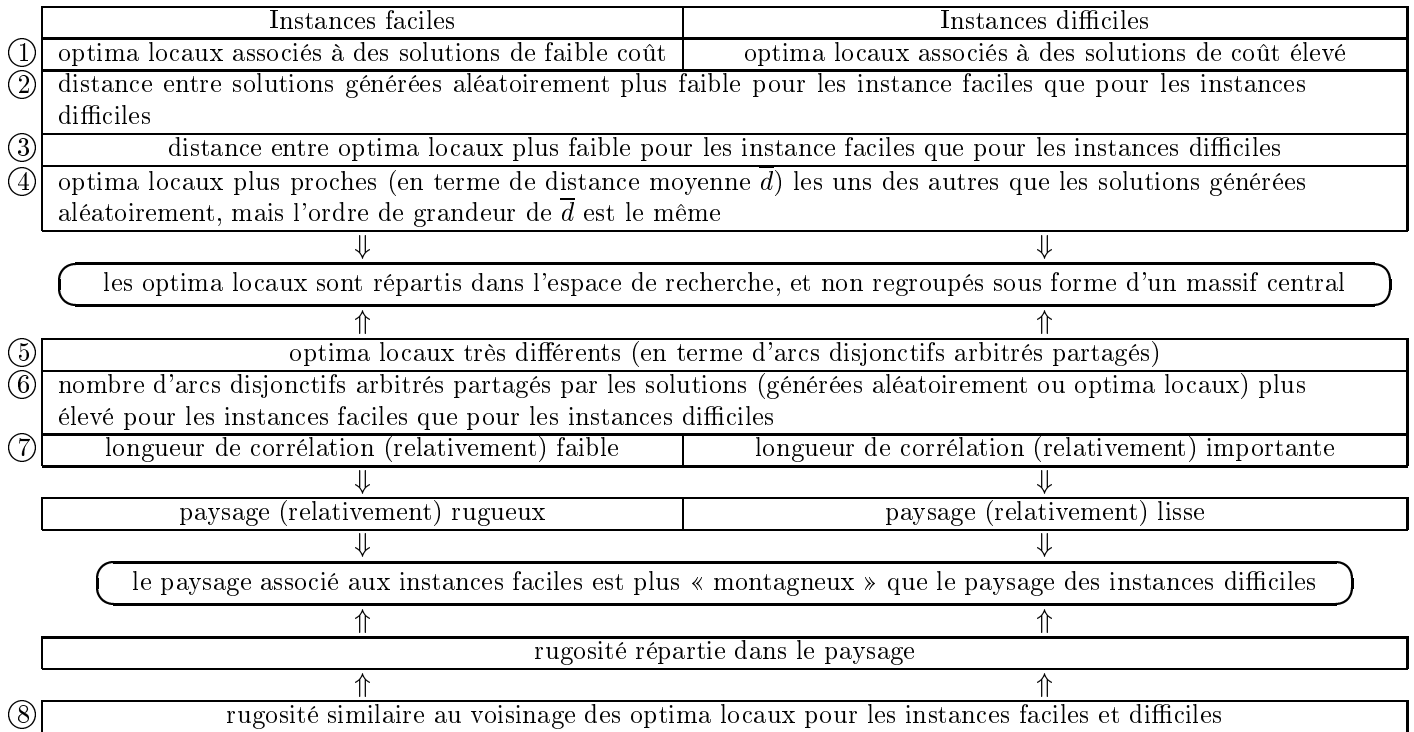 Instances faciles Instances difficiles
① optima locaux associés à des solutions de faible coût optima locaux associés à des solutions de coût élevé
② distance entre solutions générées aléatoirement plus faible pour les instance faciles que pour les instances
difficiles
③ distance entre optima locaux plus faible pour les instance faciles que pour les instances difficiles
④ optima locaux plus proches (en terme de distance moyenne d̅) les uns des autres que les solutions générées
aléatoirement, mais l'ordre de grandeur de d̅ est le même
⇓ ⇓
les optima locaux sont répartis dans l'espace de recherche, et non regroupés sous forme d'un massif central
⇑ ⇑
⑤ optima locaux très différents (en terme d'arcs disjonctifs arbitrés partagés)
⑥ nombre d'arcs disjonctifs arbitrés partagés par les solutions (générées aléatoirement ou optima locaux) plus
élevé pour les instances faciles que pour les instances difficiles
⑦ longueur de corrélation (relativement) faible longueur de corrélation (relativement) importante
⇓ ⇓
paysage (relativement) rugueux paysage (relativement) lisse
⇓ ⇓
le paysage associé aux instances faciles est plus « montagneux » que le paysage des instances difficiles
⇑ ⇑
rugosité répartie dans le paysage
⇑ ⇑
⑧ rugosité similaire au voisinage des optima locaux pour les instances faciles et difficiles